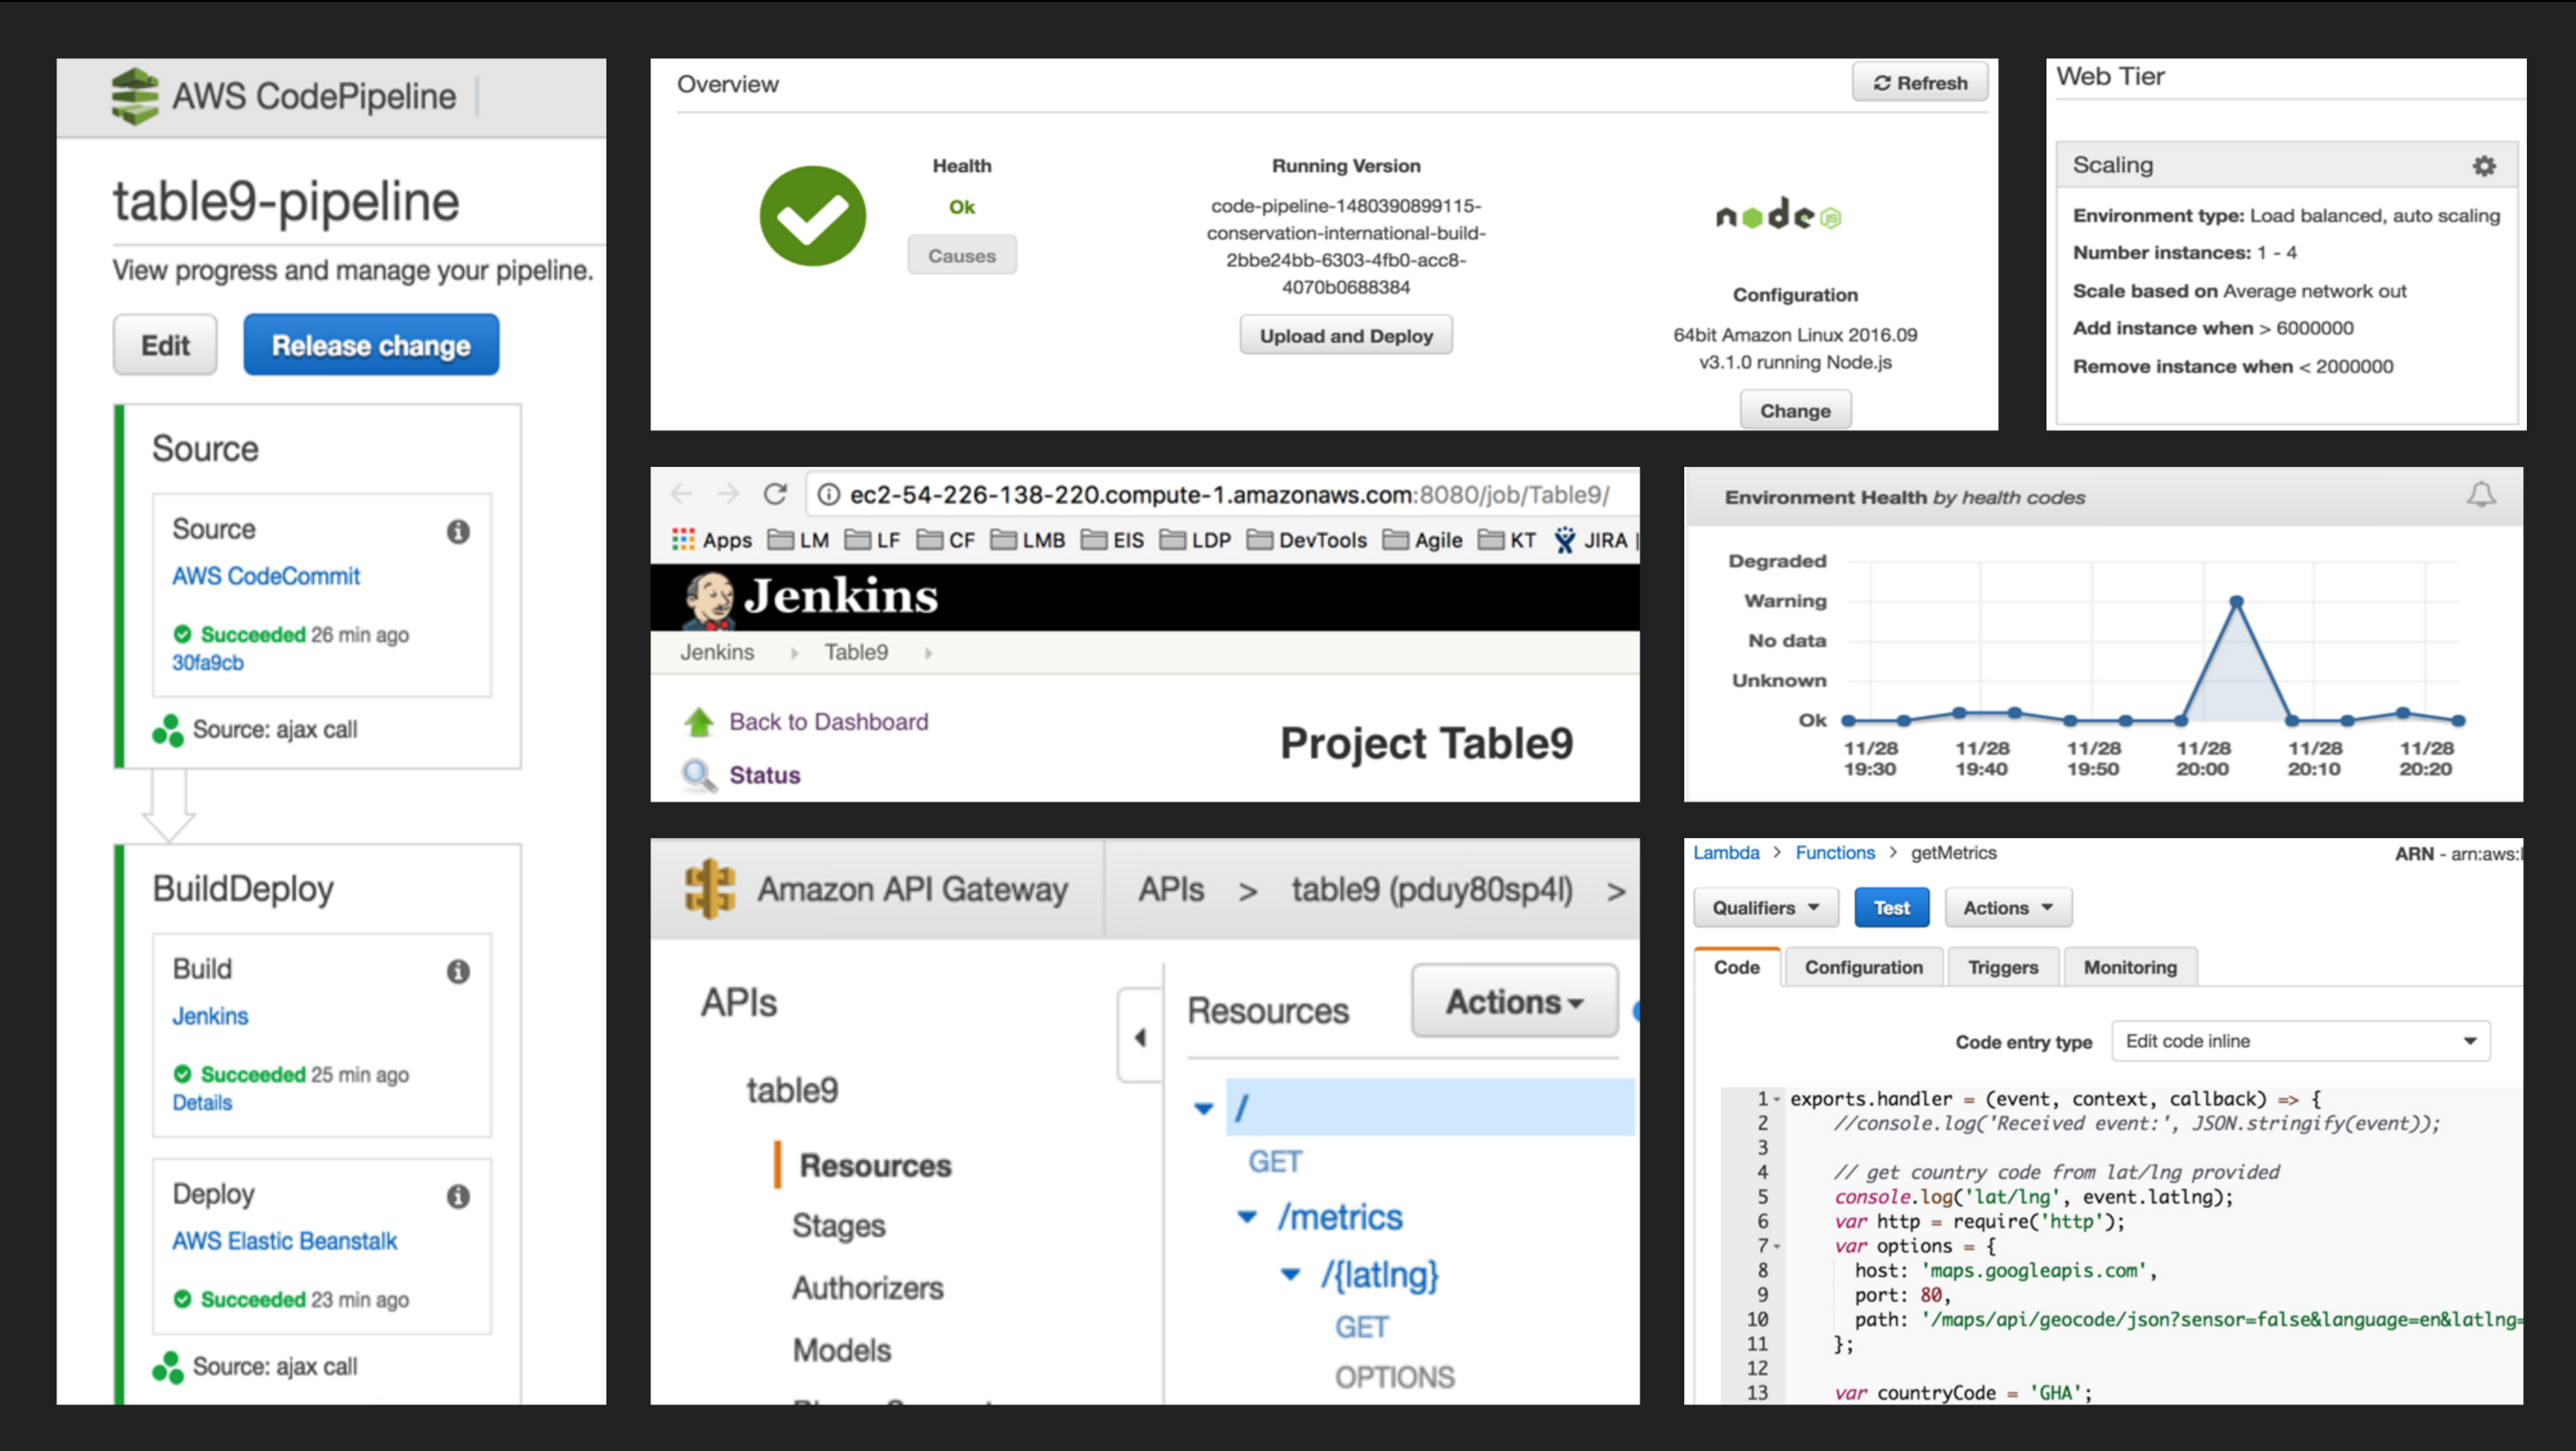 AWS CodePipeline
table9-pipeline
View progress and manage your pipeline.
Edit
Release change
Source
Source
AWS CodeCommit
Succeeded 26 min ago
30fa9cb
Source: ajax call
BuildDeploy
Build
Jenkins
Succeeded 25 min ago
Details
Deploy
AWS Elastic Beanstalk
Succeeded 23 min ago
Source: ajax call
Overview
Refresh
Health
Ok
Causes
Running Version
code-pipeline-1480390899115-
conservation-international-build-
2bbe24bb-6303-4fb0-acc8-
4070b0688384
Upload and Deploy
node JS
Configuration
64bit Amazon Linux 2016.09
v3.1.0 running Node.js
Change
Web Tier
Scaling
Environment type: Load balanced, auto scaling
Number instances: 1 - 4
Scale based on Average network out
Add instance when > 6000000
Remove instance when < 2000000
ec2-54-226-138-220.compute-1.amazonaws.com:8080/job/Table9/
Apps LM LF CF LMB EIS LDP DevTools Agile KT JIRA |
Jenkins
Jenkins Table9
Back to Dashboard
Status
Project Table9
Environment Health by health codes
Degraded
Warning
No data
Unknown
Ok
11/28 11/28 11/28 11/28 11/28 11/28
19:30 19:40 19:50 20:00 20:10 20:20
Amazon API Gateway APIs > table9 (pduy80sp4l) >
APIs
table9
Resources
Stages
Authorizers
Models
Resources
Actions
/
GET
/metrics
/{latlng}
GET
OPTIONS
Lambda > Functions > getMetrics
ARN - arn:aws:l
Qualifiers
Test
Actions
Code
Configuration
Triggers
Monitoring
Code entry type Edit code inline
1 exports.handler = (event, context, callback) => {
2 //console.log('Received event:', JSON.stringify(event));
3
4 // get country code from lat/lng provided
5 console.log('lat/lng', event.latlng);
6 var http = require('http');
7 var options = {
8 host: 'maps.googleapis.com',
9 port: 80,
10 path: '/maps/api/geocode/json?sensor=false&language=en&latlng=
11 };
12
13 var countryCode = 'GHA';